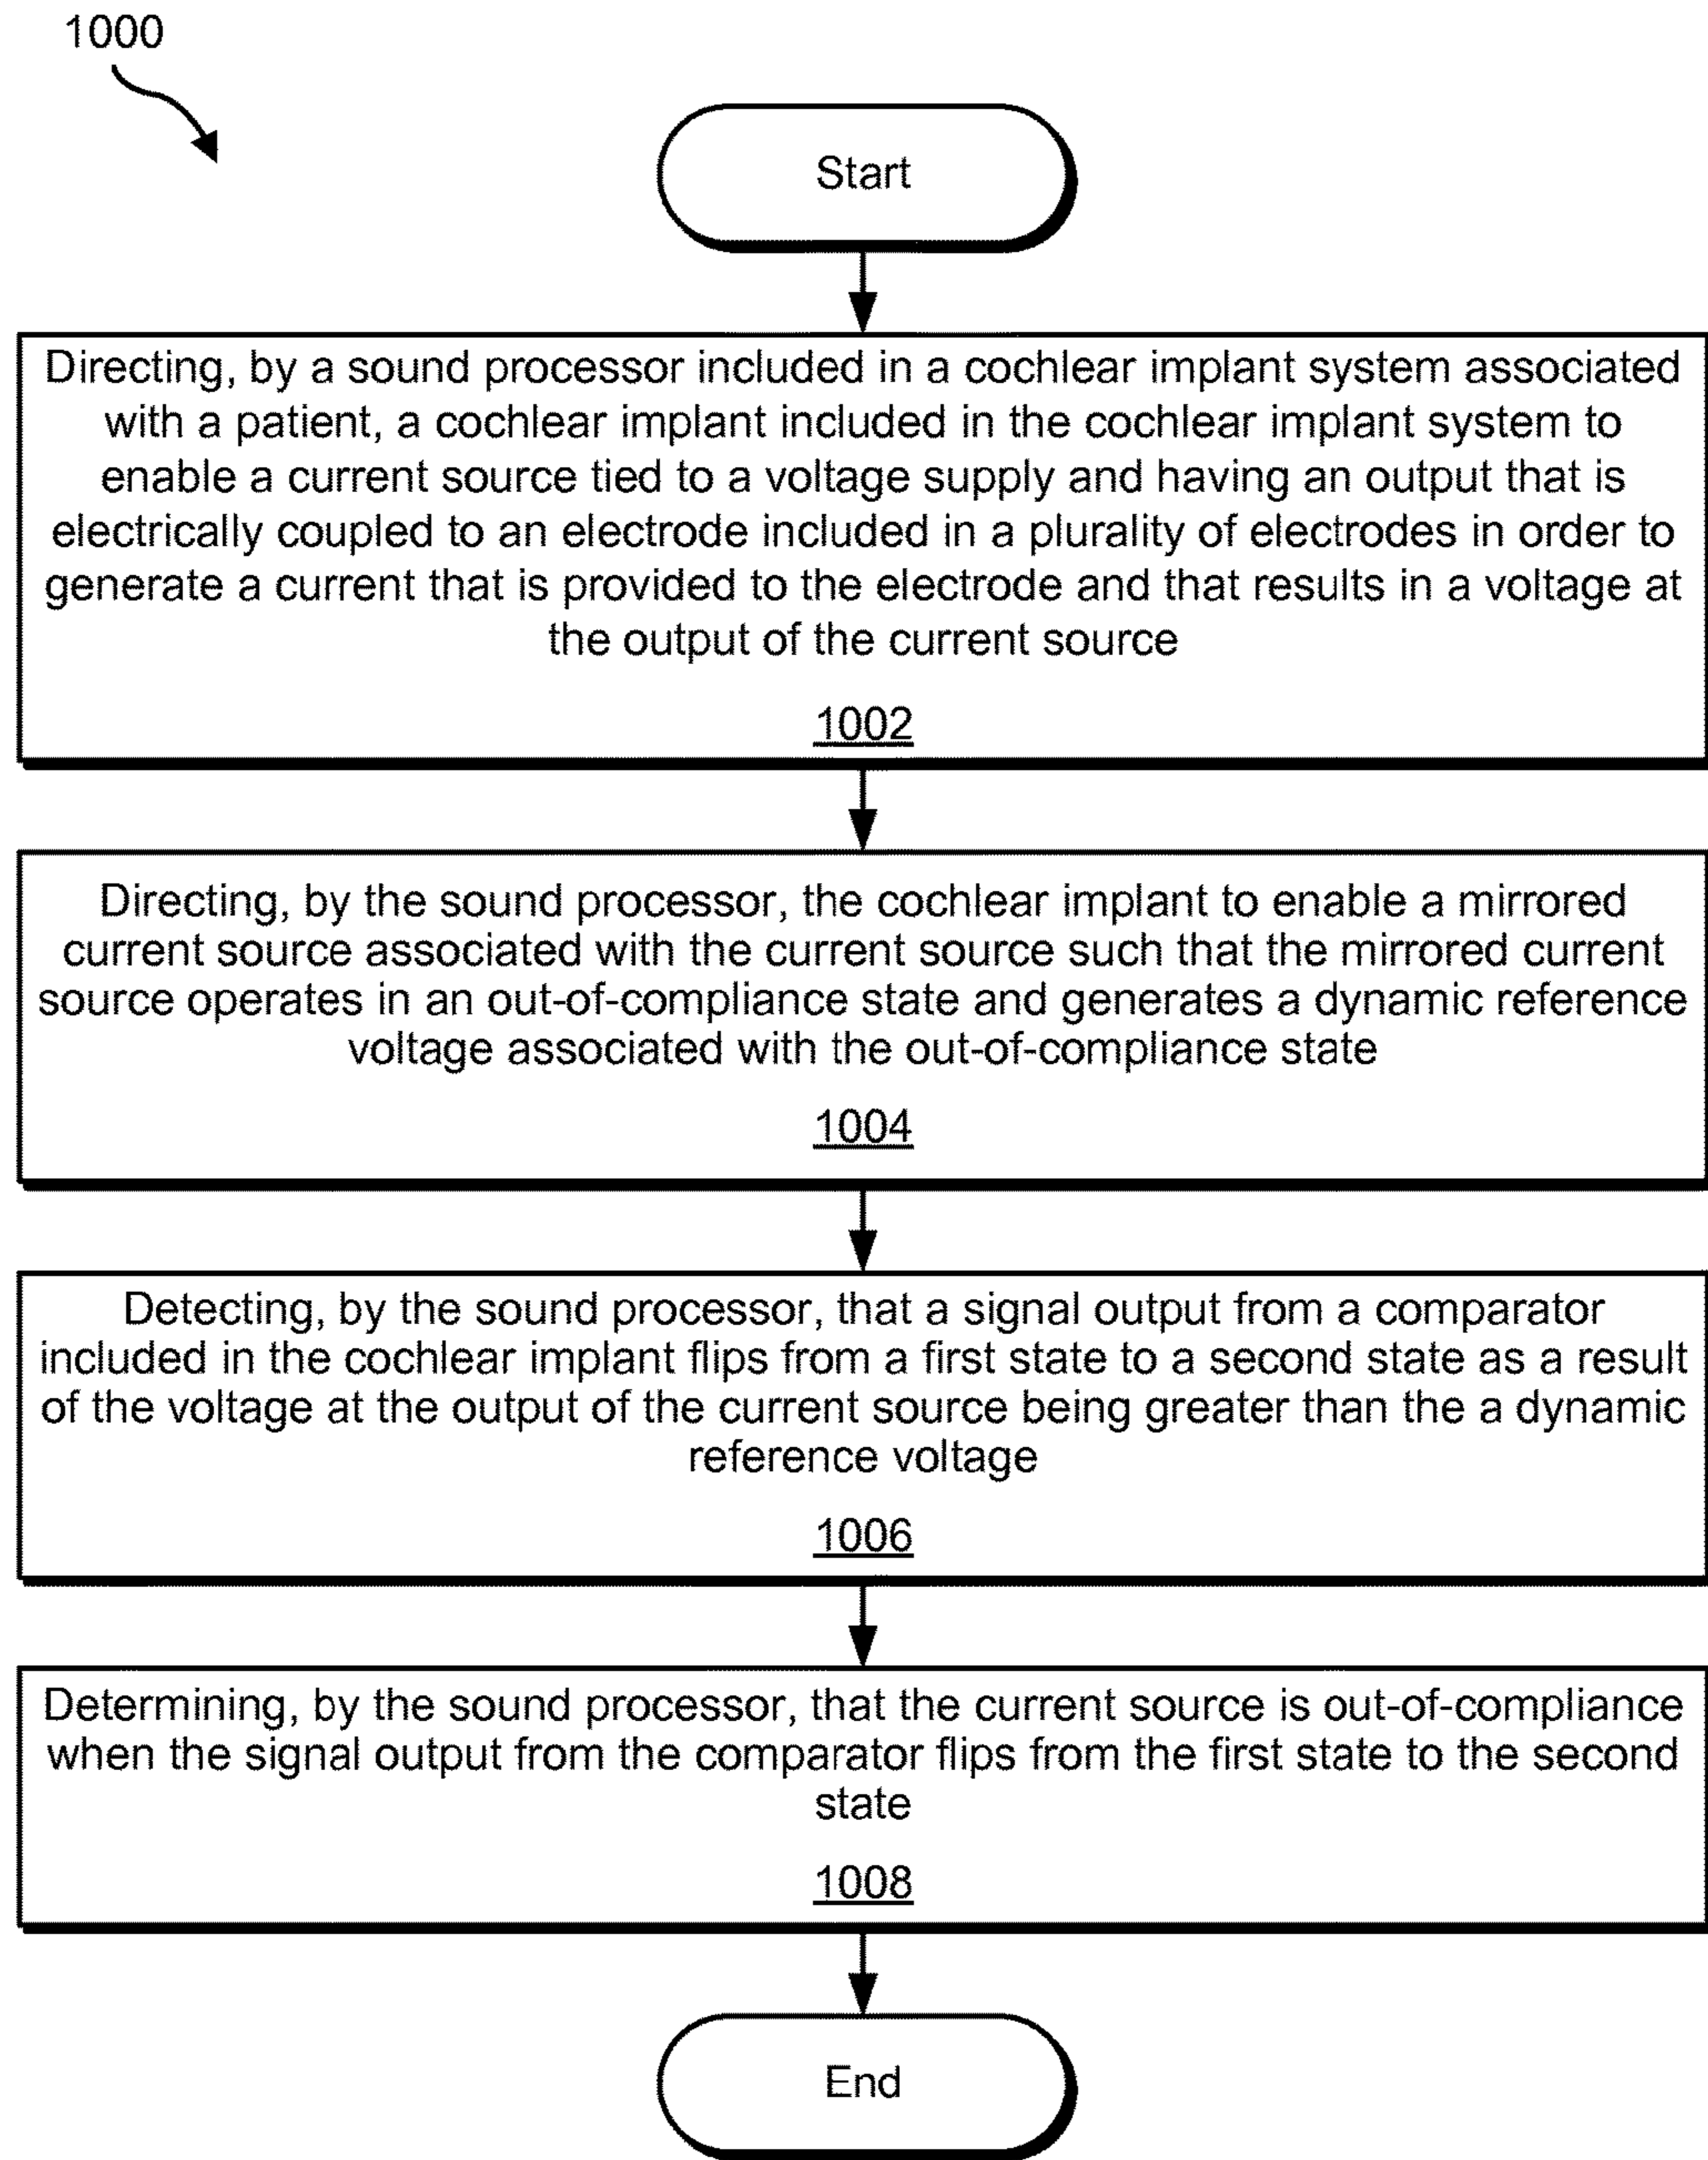 1000
Start
Directing, by a sound processor included in a cochlear implant system associated
with a patient, a cochlear implant included in the cochlear implant system to
enable a current source tied to a voltage supply and having an output that is
electrically coupled to an electrode included in a plurality of electrodes in order to
generate a current that is provided to the electrode and that results in a voltage at
the output of the current source
1002
Directing, by the sound processor, the cochlear implant to enable a mirrored
current source associated with the current source such that the mirrored current
source operates in an out-of-compliance state and generates a dynamic reference
voltage associated with the out-of-compliance state
1004
Detecting, by the sound processor, that a signal output from a comparator
included in the cochlear implant flips from a first state to a second state as a result
of the voltage at the output of the current source being greater than the a dynamic
reference voltage
1006
Determining, by the sound processor, that the current source is out-of-compliance
when the signal output from the comparator flips from the first state to the second
state
1008
End